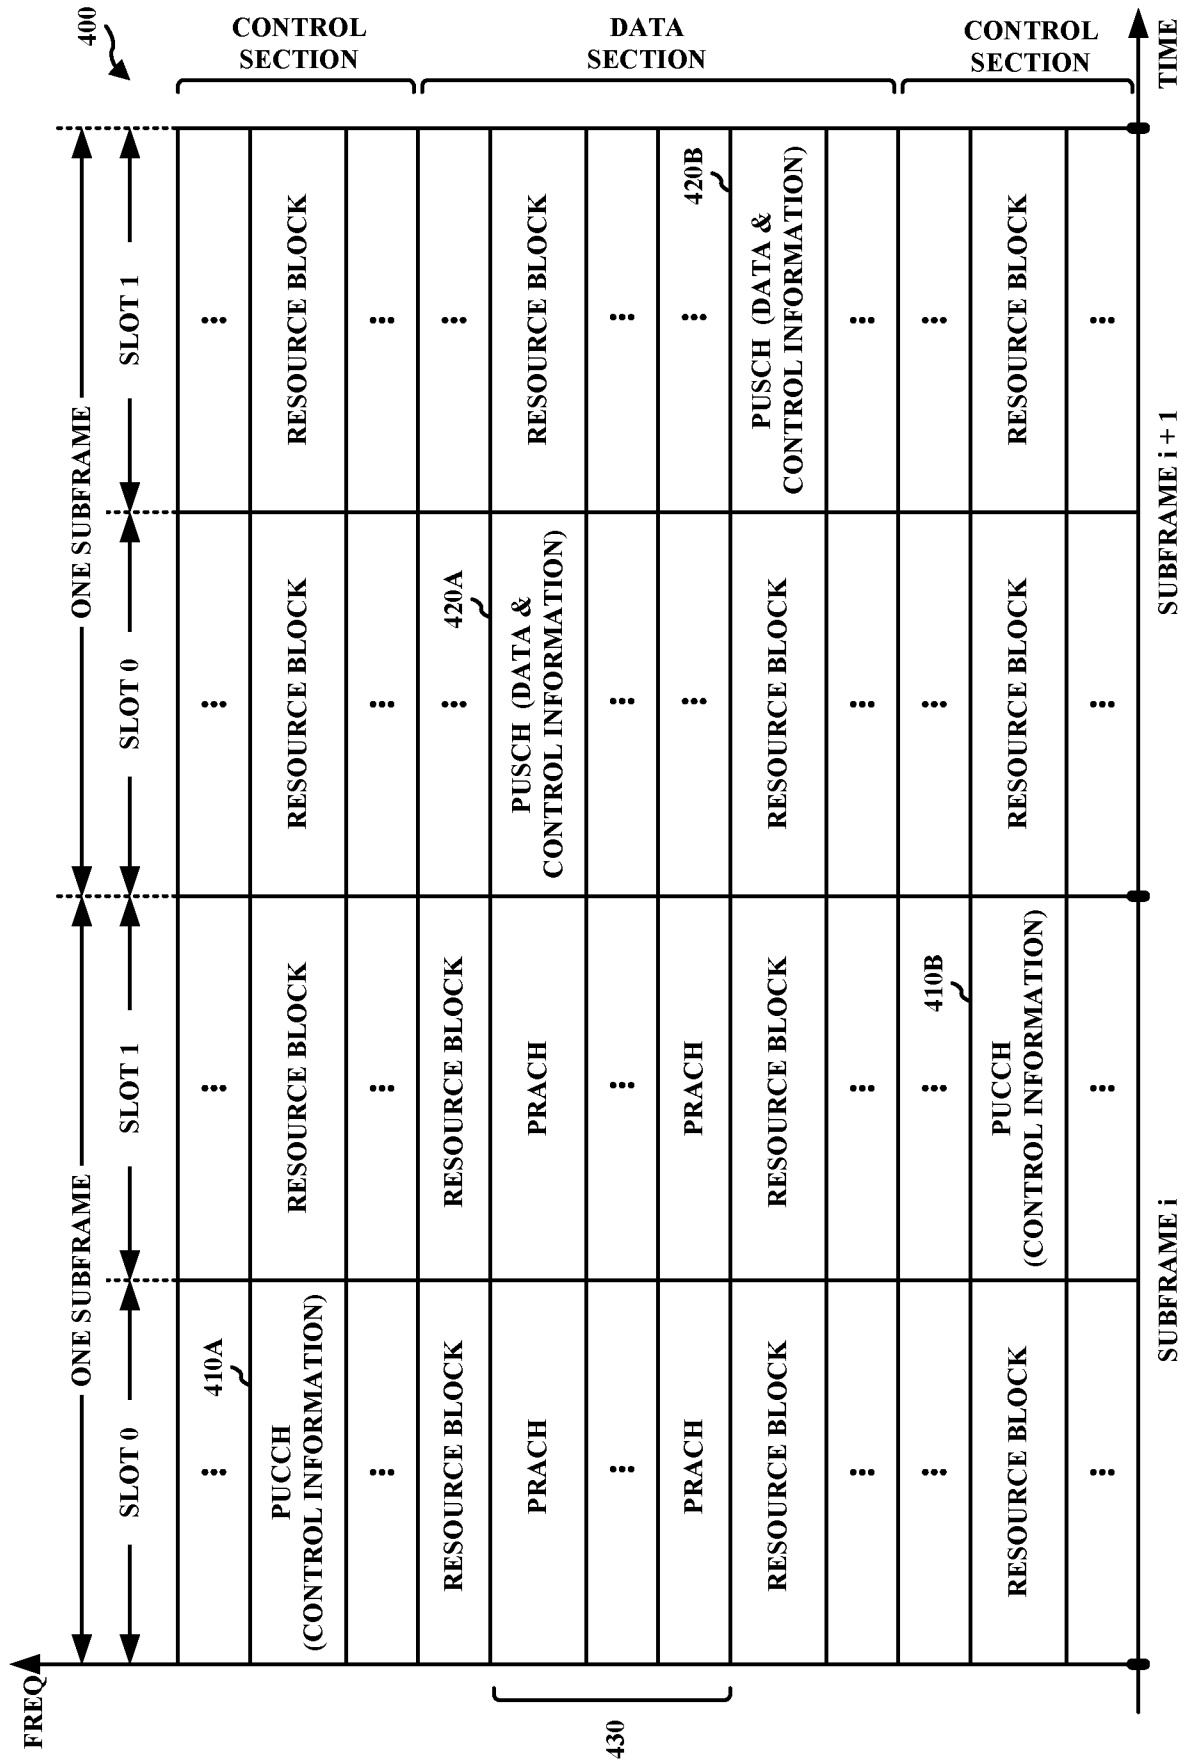 400
FREQ
ONE SUBFRAME
ONE SUBFRAME
SLOT 0
SLOT 1
SLOT 0
SLOT 1
CONTROL
SECTION
...
410A
...
...
...
PUCCH
(CONTROL INFORMATION)
RESOURCE BLOCK
RESOURCE BLOCK
RESOURCE BLOCK
...
...
...
...
DATA
SECTION
RESOURCE BLOCK
RESOURCE BLOCK
...
420A
...
430
PRACH
PRACH
PUSCH (DATA &
CONTROL INFORMATION)
RESOURCE BLOCK
...
...
...
...
PRACH
PRACH
...
...
420B
RESOURCE BLOCK
RESOURCE BLOCK
RESOURCE BLOCK
PUSCH (DATA &
CONTROL INFORMATION)
...
...
...
...
CONTROL
SECTION
...
...
410B
...
...
RESOURCE BLOCK
PUCCH
(CONTROL INFORMATION)
RESOURCE BLOCK
RESOURCE BLOCK
...
...
...
...
SUBFRAME i
SUBFRAME i + 1
TIME